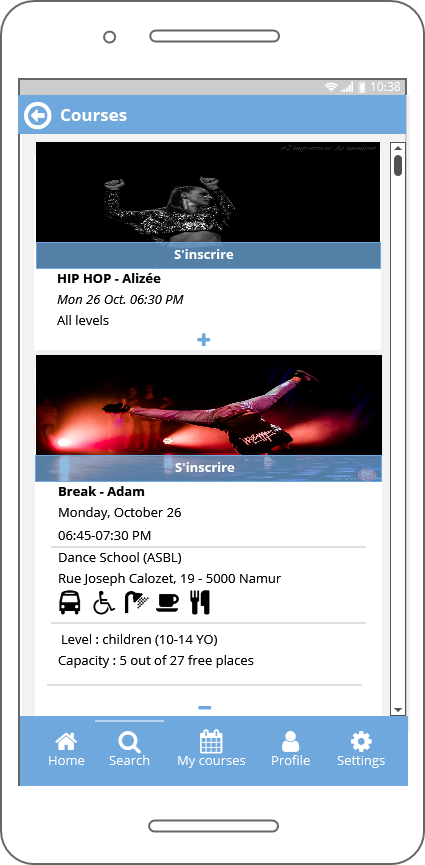 10:38
Courses
S'inscrire
HIP HOP - Alizée
Mon 26 Oct. 06:30 PM
All levels
S'inscrire
Break - Adam
Monday, October 26
06:45-07:30 PM
Dance School (ASBL)
Rue Joseph Calozet, 19 - 5000 Namur
Level : children (10-14 YO)
Capacity : 5 out of 27 free places
Home Search My courses Profile Settings